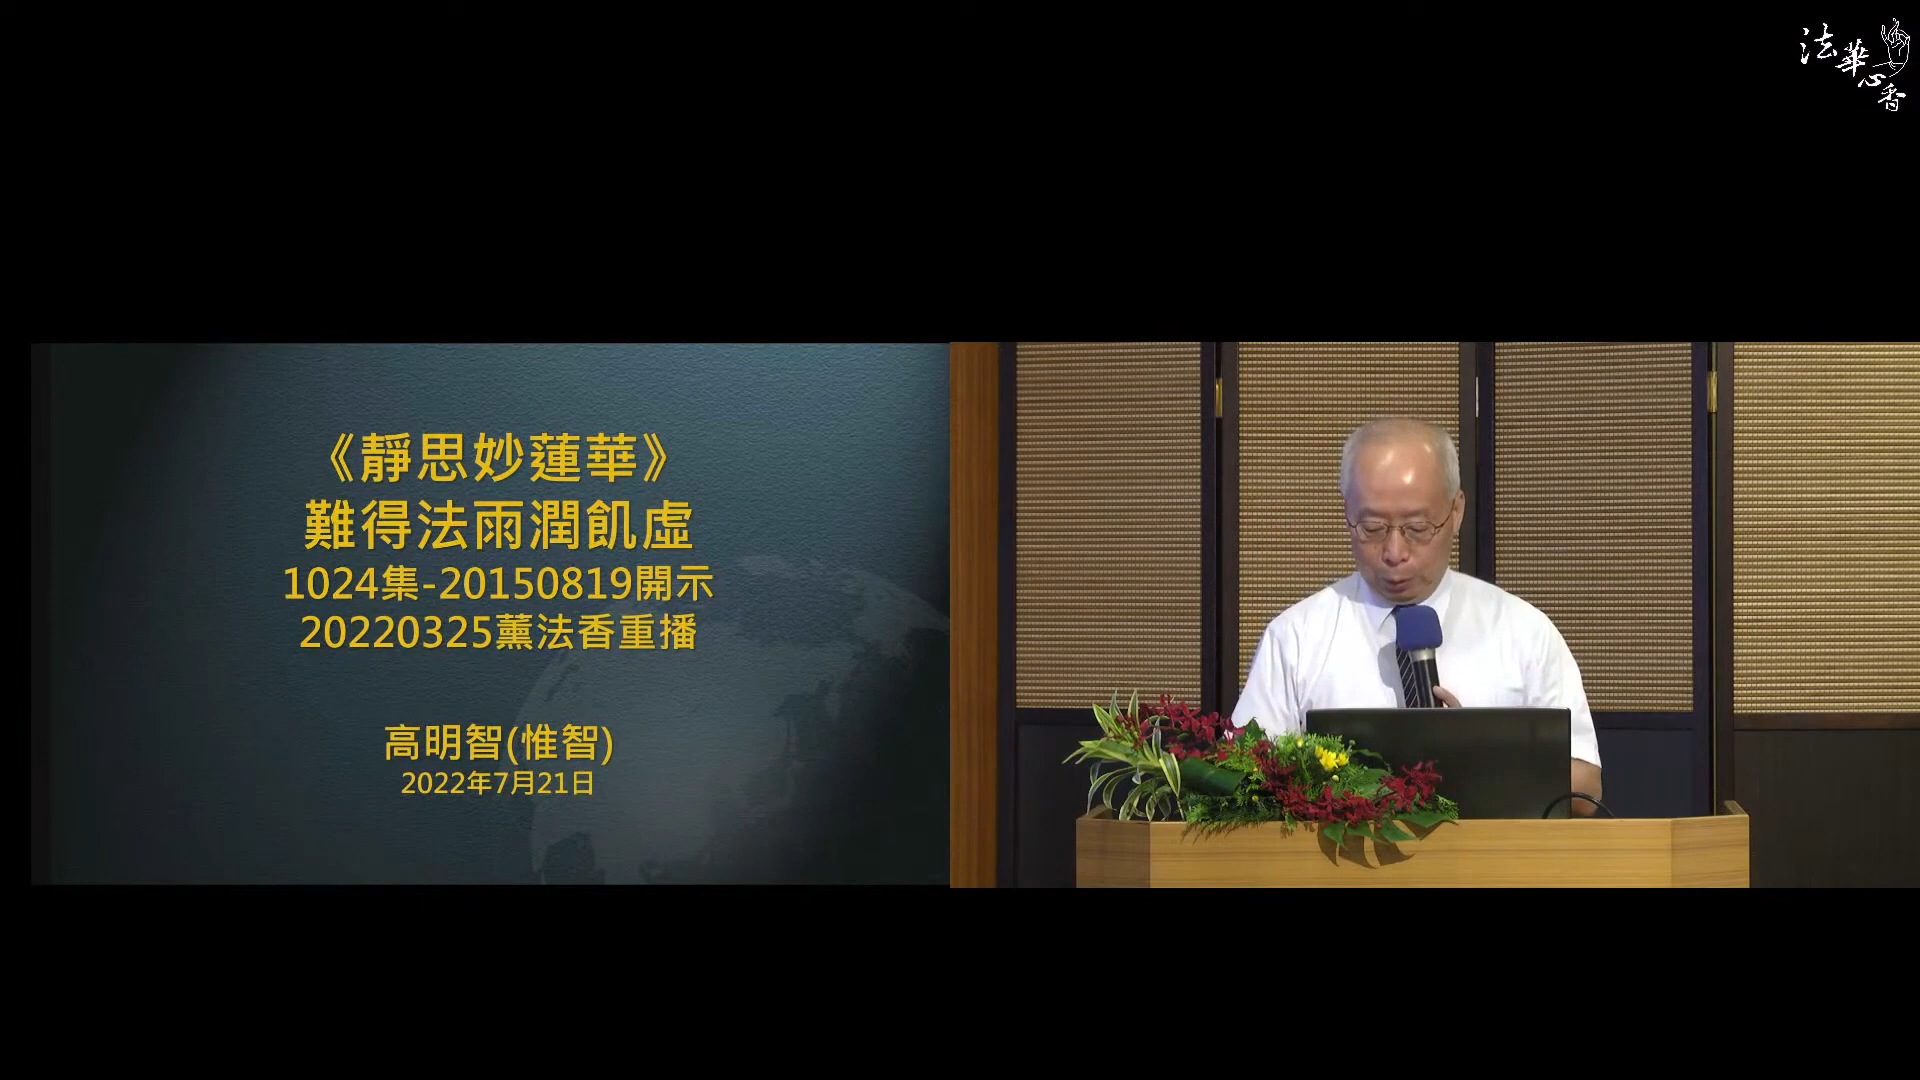 法華心香
《靜思妙蓮華》
難得法雨潤飢虛
1024集-20150819開示
20220325薰法香重播
高明智(惟智)
2022年7月21日